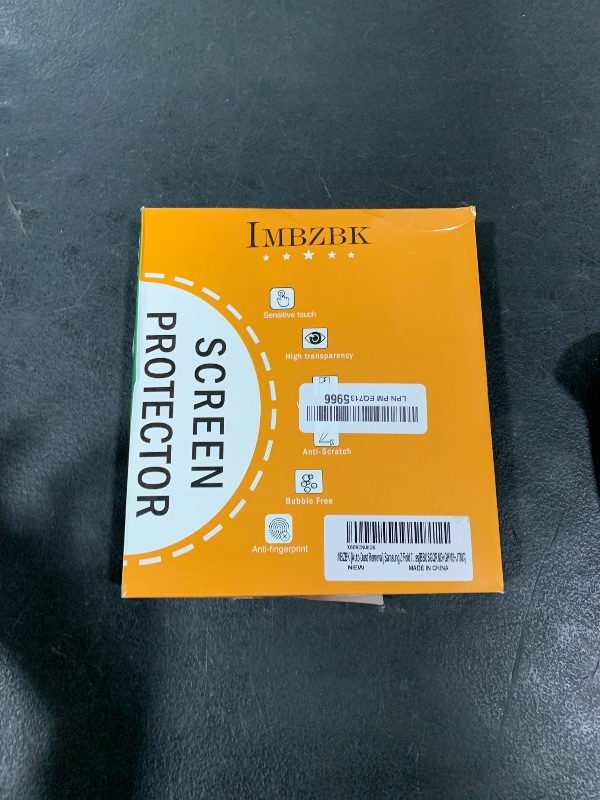 IMBZBK
Sensitive touch
High transparency
LPN PM EQ7135966
Anti-Scratch
Bubble Free
Anti-fingerprint
SCREEN
PROTECTOR
NEW
MADE IN CHINA